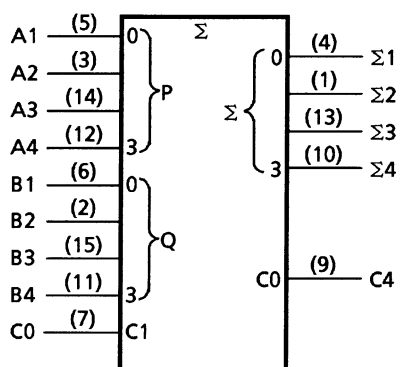 Σ
A1 (5) 0 0 (4) Σ1
A2 (3) P (1) Σ2
A3 (14) Σ (13) Σ3
A4 (12) 3 3 (10) Σ4
B1 (6) 0
B2 (2) Q
B3 (15)
B4 (11) 3 C0 (9) C4
C0 (7) C1